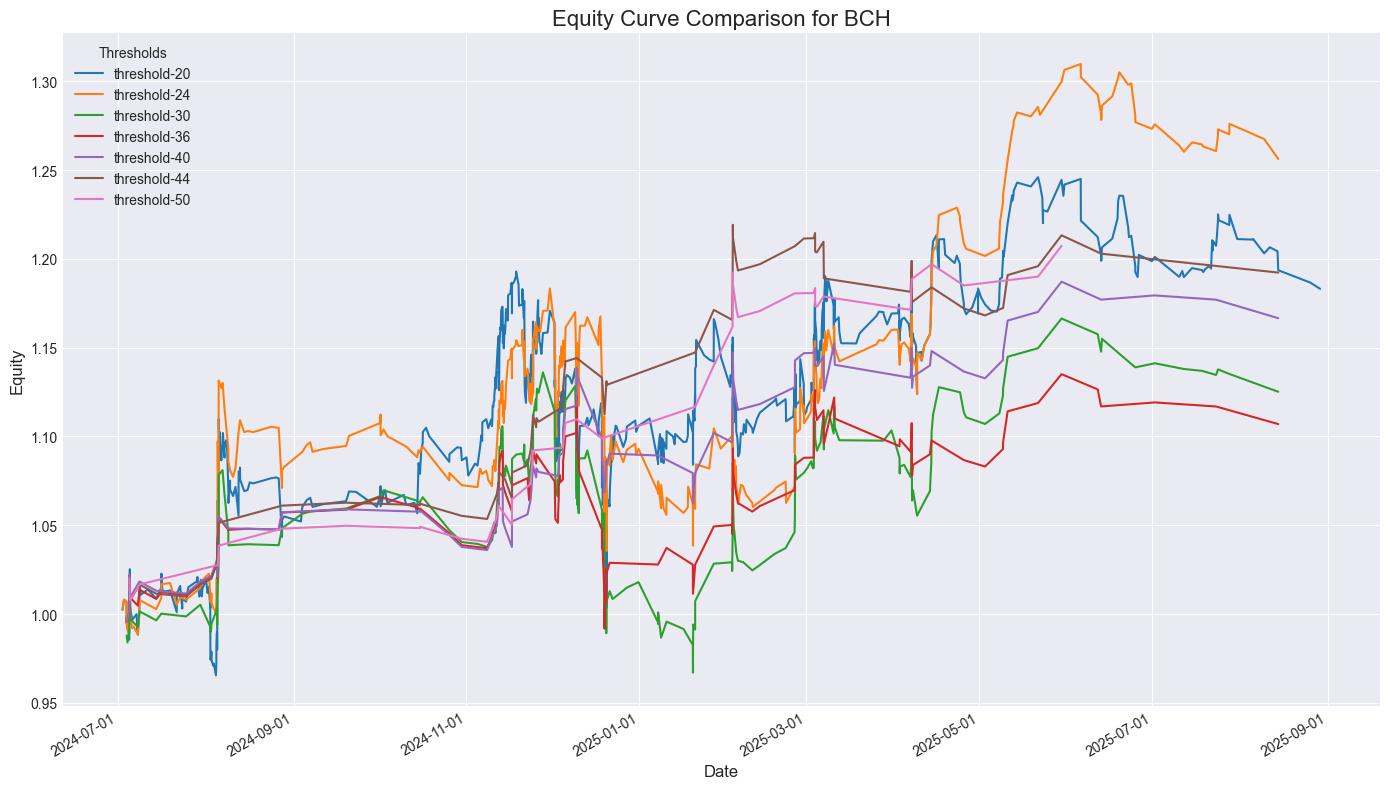 Equity Curve Comparison for BCH
Thresholds
threshold-20
threshold-24
threshold-30
threshold-36
threshold-40
threshold-44
threshold-50
Equity
1.30
1.25
1.20
1.15
1.10
1.05
1.00
0.95
2024-07-01
2024-09-01
2024-11-01
2025-01-01
2025-03-01
2025-05-01
2025-07-01
2025-09-01
Date